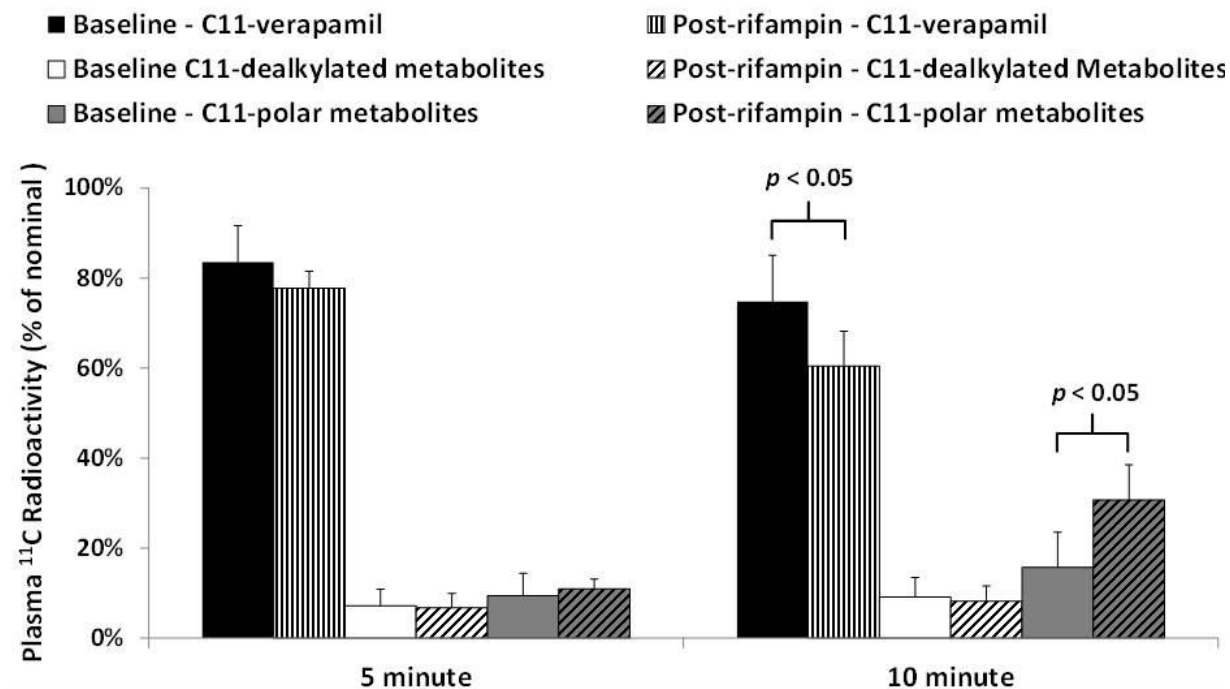 Baseline - C11-verapamil
Post-rifampin - C11-verapamil
Baseline C11-dealkylated metabolites
Post-rifampin - C11-dealkylated Metabolites
Baseline - C11-polar metabolites
Post-rifampin - C11-polar metabolites
Plasma ¹¹C Radioactivity (% of nominal )
100%
80%
60%
40%
20%
0%
p < 0.05
p < 0.05
5 minute
10 minute